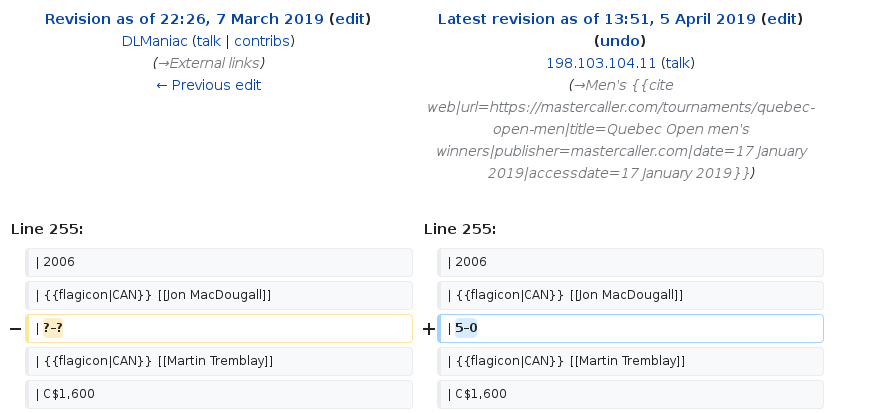 Revision as of 22:26, 7 March 2019 (edit)
DLManiac (talk | contribs)
(→External links)
← Previous edit
Latest revision as of 13:51, 5 April 2019 (edit)
(undo)
198.103.104.11 (talk)
(→Men's {{cite
web|url=https://mastercaller.com/tournaments/quebec-
open-men|title=Quebec Open men's
winners|publisher=mastercaller.com|date=17 January
2019|accessdate=17 January 2019}})
Line 255:
| 2006
| {{flagicon|CAN}} [[Jon MacDougall]]
− | ?–?
| {{flagicon|CAN}} [[Martin Tremblay]]
| C$1,600
Line 255:
| 2006
| {{flagicon|CAN}} [[Jon MacDougall]]
+ | 5–0
| {{flagicon|CAN}} [[Martin Tremblay]]
| C$1,600